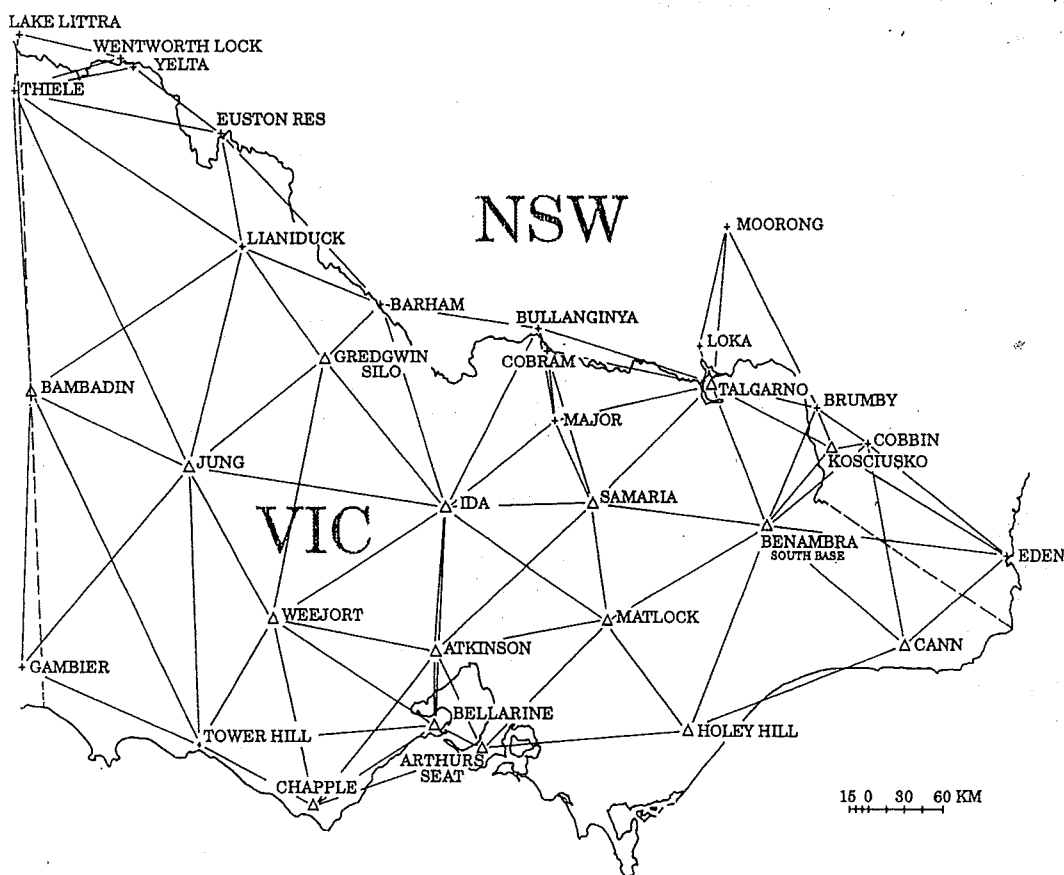 LAKE LITTRA
WENTWORTH LOCK
YELTA
THIELE
EUSTON RES
NSW
MOORONG
LIANIDUCK
BARHAM
BULLANGINYA
LOKA
COBRAM
GREDGWIN
SILO
TALGARNO
BAMBADIN
BRUMBY
MAJOR
COBBIN
KOSCIUSKO
JUNG
IDA
SAMARIA
VIC
BENAMBRA
SOUTH BASE
EDEN
WEEJORT
MATLOCK
ATKINSON
CANN
GAMBIER
BELLARINE
TOWER HILL
HOLEY HILL
ARTHURS
SEAT
CHAPPLE
15 0 30 60 KM